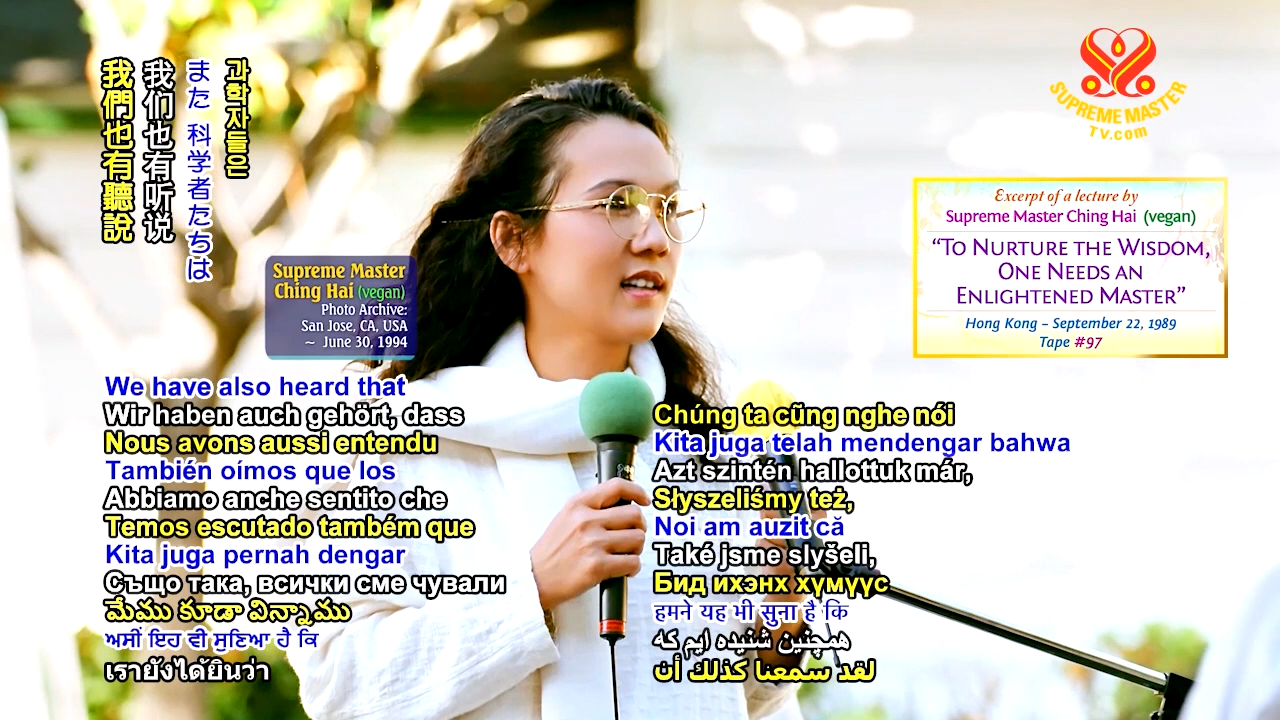 我們也有聽說
我们也有听说
また 科学者たちは
과학자들은
SUPREME MASTER
TV.com
Excerpt of a lecture by
Supreme Master Ching Hai (vegan)
“TO NURTURE THE WISDOM,
ONE NEEDS AN
ENLIGHTENED MASTER”
Hong Kong – September 22, 1989
Tape #97
Supreme Master
Ching Hai (vegan)
Photo Archive:
San Jose, CA, USA
~ June 30, 1994
We have also heard that
Wir haben auch gehört, dass
Nous avons aussi entendu
También oímos que los
Abbiamo anche sentito che
Temos escutado também que
Kita juga pernah dengar
Също така, всички сме чували
మేము కూడా విన్నాము
ਅਸੀਂ ਇਹ ਵੀ ਸੁਣਿਆ ਹੈ ਕਿ
เรายังได้ยินว่า
Chúng ta cũng nghe nói
Kita juga telah mendengar bahwa
Azt szintén hallottuk már,
Słyszeliśmy też,
Noi am auzit că
Také jsme slyšeli,
Бид ихэнх хүмүүс
हमने यह भी सुना है कि
همچنین شنیده ایم که
لقد سمعنا كذلك أن